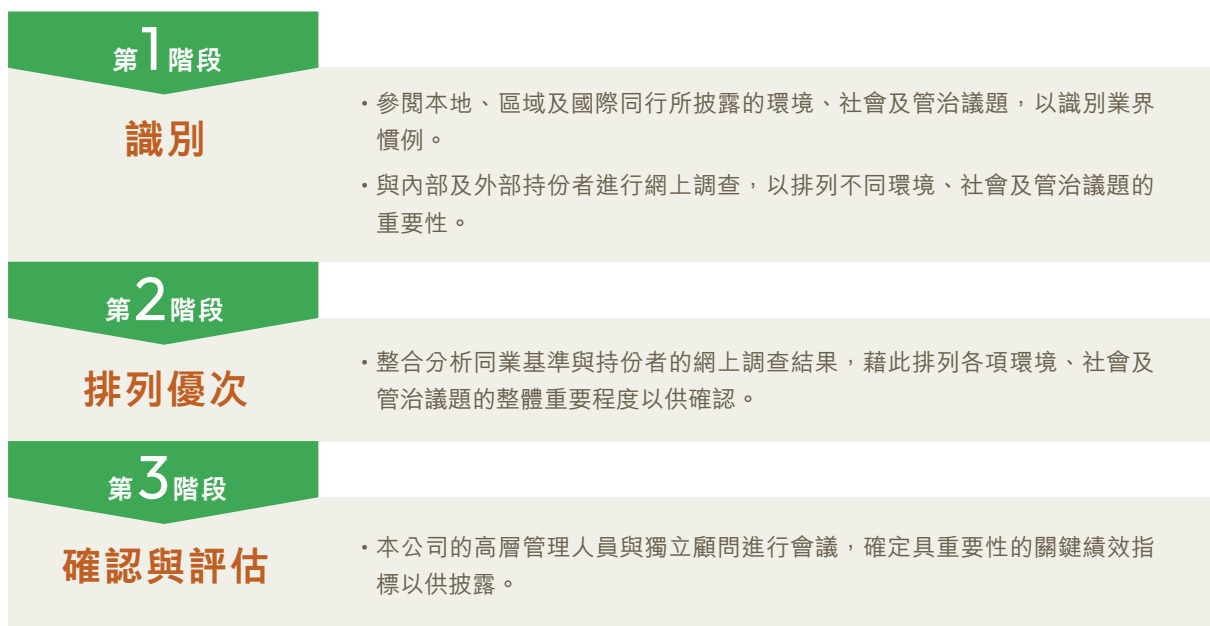 第1階段
識別
・參閱本地、區域及國際同行所披露的環境、社會及管治議題，以識別業界
慣例。
・與內部及外部持份者進行網上調查，以排列不同環境、社會及管治議題的
重要性。
第2階段
排列優次
・整合分析同業基準與持份者的網上調查結果，藉此排列各項環境、社會及
管治議題的整體重要程度以供確認。
第3階段
確認與評估
・本公司的高層管理人員與獨立顧問進行會議，確定具重要性的關鍵績效指
標以供披露。